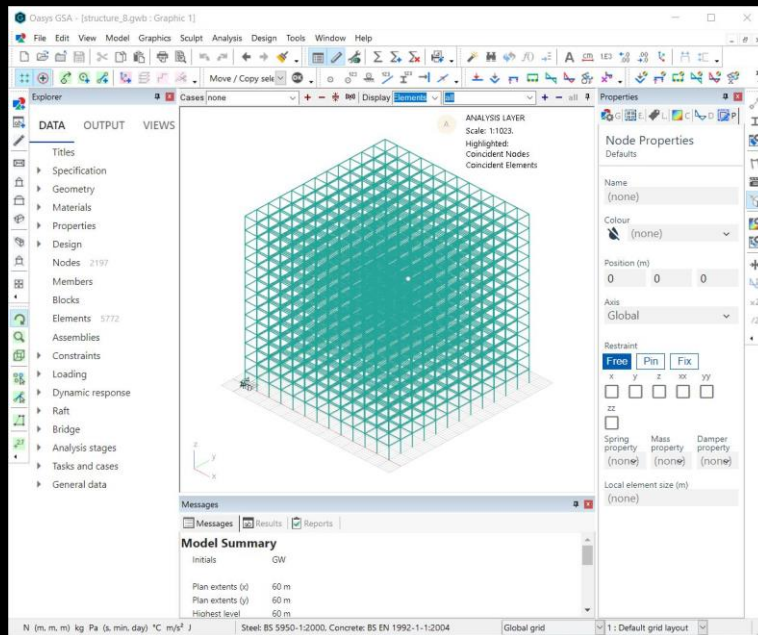 Oasys GSA - [structure_8.gwb : Graphic 1]
File Edit View Model Graphics Sculpt Analysis Design Tools Window Help
Move / Copy sele
Explorer
Cases none
Display Elements all
Properties
DATA OUTPUT VIEWS
Titles
Specification
Geometry
Materials
Properties
Design
Nodes 2197
Members
Blocks
Elements 5772
Assemblies
Constraints
Loading
Dynamic response
Raft
Bridge
Analysis stages
Tasks and cases
General data
A
ANALYSIS LAYER
Scale: 1:1023.
Highlighted:
Coincident Nodes
Coincident Elements
z
y
x
Node Properties
Defaults
Name
(none)
Colour
(none)
Position (m)
0 0 0
Axis
Global
Restraint
Free Pin Fix
x y z xx yy
zz
Spring property Mass property Damper property
(none) (none) (none)
Local element size (m)
(none)
Messages
Messages Results Reports
Model Summary
Initials GW
Plan extents (x) 60 m
Plan extents (y) 60 m
Highest level 60 m
N (m, m, m) kg Pa (s, min, day) °C m/s² J Steel: BS 5950-1:2000, Concrete: BS EN 1992-1-1:2004 Global grid 1 : Default grid layout